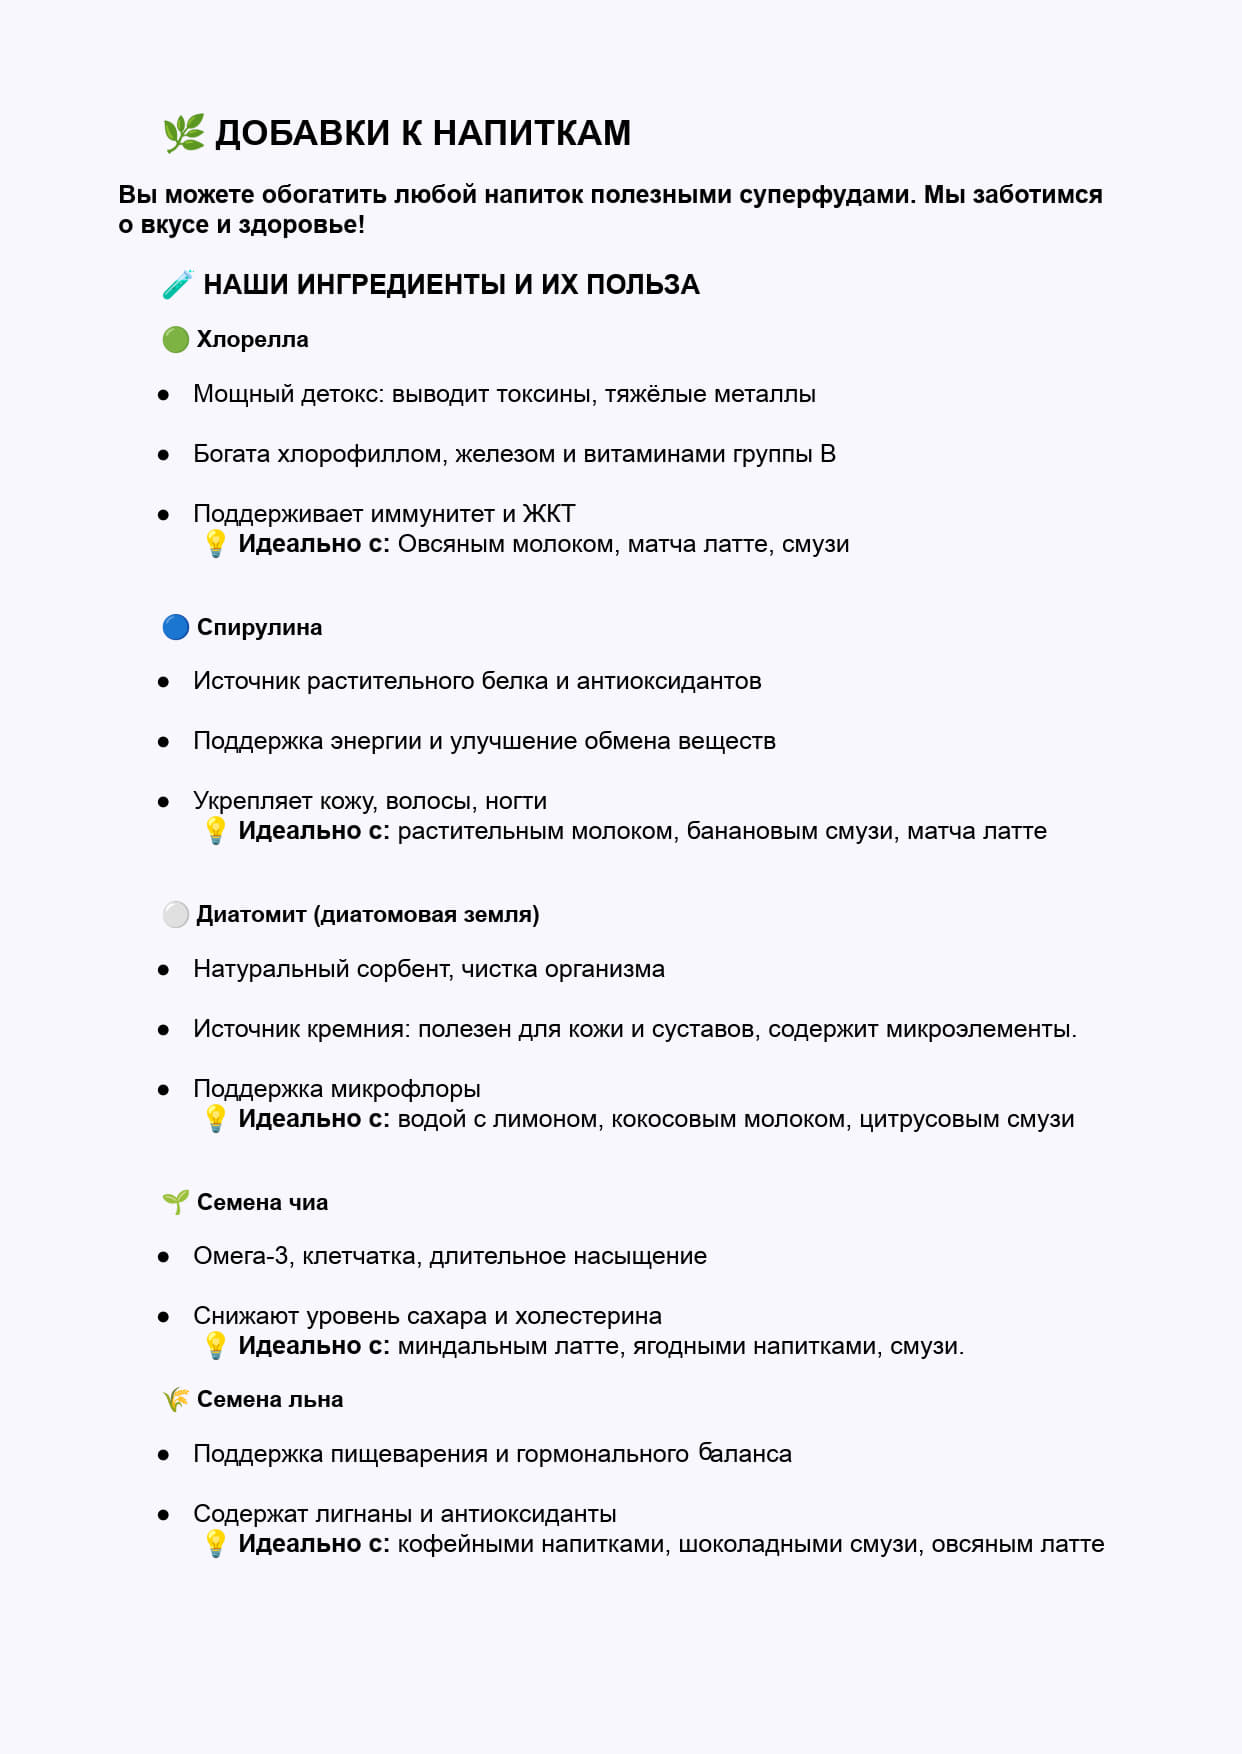 🌿 ДОБАВКИ К НАПИТКАМ
Вы можете обогатить любой напиток полезными суперфудами. Мы заботимся
о вкусе и здоровье!
🧪 НАШИ ИНГРЕДИЕНТЫ И ИХ ПОЛЬЗА
🟢 Хлорелла
● Мощный детокс: выводит токсины, тяжёлые металлы
● Богата хлорофиллом, железом и витаминами группы B
● Поддерживает иммунитет и ЖКТ
💡 Идеально с: Овсяным молоком, матча латте, смузи
🔵 Спирулина
● Источник растительного белка и антиоксидантов
● Поддержка энергии и улучшение обмена веществ
● Укрепляет кожу, волосы, ногти
💡 Идеально с: растительным молоком, банановым смузи, матча латте
⚪ Диатомит (диатомовая земля)
● Натуральный сорбент, чистка организма
● Источник кремния: полезен для кожи и суставов, содержит микроэлементы.
● Поддержка микрофлоры
💡 Идеально с: водой с лимоном, кокосовым молоком, цитрусовым смузи
🌱 Семена чиа
● Омега-3, клетчатка, длительное насыщение
● Снижают уровень сахара и холестерина
💡 Идеально с: миндальным латте, ягодными напитками, смузи.
🌾 Семена льна
● Поддержка пищеварения и гормонального баланса
● Содержат лигнаны и антиоксиданты
💡 Идеально с: кофейными напитками, шоколадными смузи, овсяным латте